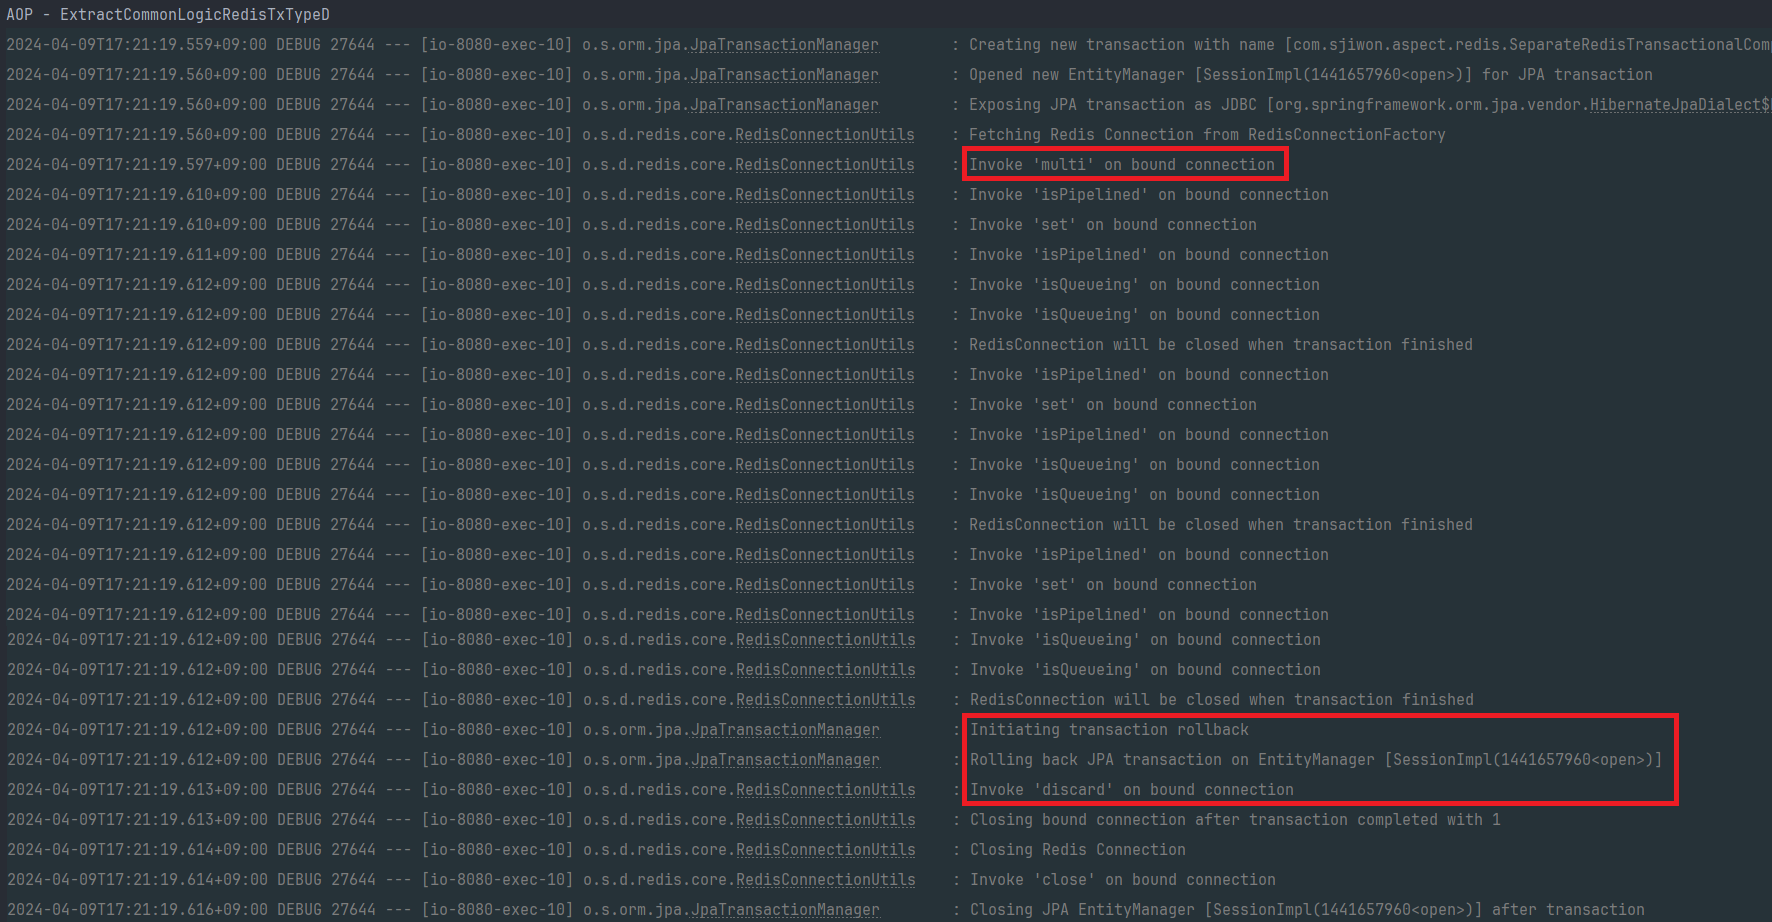 AOP - ExtractCommonLogicRedisTxTypeD
2024-04-09T17:21:19.559+09:00 DEBUG 27644 --- [io-8080-exec-10] o.s.orm.jpa.JpaTransactionManager : Creating new transaction with name [com.sjiwon.aspect.redis.SeparateRedisTransactionalCom
2024-04-09T17:21:19.560+09:00 DEBUG 27644 --- [io-8080-exec-10] o.s.orm.jpa.JpaTransactionManager : Opened new EntityManager [SessionImpl(1441657960<open>)] for JPA transaction
2024-04-09T17:21:19.560+09:00 DEBUG 27644 --- [io-8080-exec-10] o.s.orm.jpa.JpaTransactionManager : Exposing JPA transaction as JDBC [org.springframework.orm.jpa.vendor.HibernateJpaDialect$
2024-04-09T17:21:19.560+09:00 DEBUG 27644 --- [io-8080-exec-10] o.s.d.redis.core.RedisConnectionUtils : Fetching Redis Connection from RedisConnectionFactory
2024-04-09T17:21:19.597+09:00 DEBUG 27644 --- [io-8080-exec-10] o.s.d.redis.core.RedisConnectionUtils : Invoke 'multi' on bound connection
2024-04-09T17:21:19.610+09:00 DEBUG 27644 --- [io-8080-exec-10] o.s.d.redis.core.RedisConnectionUtils : Invoke 'isPipelined' on bound connection
2024-04-09T17:21:19.610+09:00 DEBUG 27644 --- [io-8080-exec-10] o.s.d.redis.core.RedisConnectionUtils : Invoke 'set' on bound connection
2024-04-09T17:21:19.611+09:00 DEBUG 27644 --- [io-8080-exec-10] o.s.d.redis.core.RedisConnectionUtils : Invoke 'isPipelined' on bound connection
2024-04-09T17:21:19.612+09:00 DEBUG 27644 --- [io-8080-exec-10] o.s.d.redis.core.RedisConnectionUtils : Invoke 'isQueueing' on bound connection
2024-04-09T17:21:19.612+09:00 DEBUG 27644 --- [io-8080-exec-10] o.s.d.redis.core.RedisConnectionUtils : Invoke 'isQueueing' on bound connection
2024-04-09T17:21:19.612+09:00 DEBUG 27644 --- [io-8080-exec-10] o.s.d.redis.core.RedisConnectionUtils : RedisConnection will be closed when transaction finished
2024-04-09T17:21:19.612+09:00 DEBUG 27644 --- [io-8080-exec-10] o.s.d.redis.core.RedisConnectionUtils : Invoke 'isPipelined' on bound connection
2024-04-09T17:21:19.612+09:00 DEBUG 27644 --- [io-8080-exec-10] o.s.d.redis.core.RedisConnectionUtils : Invoke 'set' on bound connection
2024-04-09T17:21:19.612+09:00 DEBUG 27644 --- [io-8080-exec-10] o.s.d.redis.core.RedisConnectionUtils : Invoke 'isPipelined' on bound connection
2024-04-09T17:21:19.612+09:00 DEBUG 27644 --- [io-8080-exec-10] o.s.d.redis.core.RedisConnectionUtils : Invoke 'isQueueing' on bound connection
2024-04-09T17:21:19.612+09:00 DEBUG 27644 --- [io-8080-exec-10] o.s.d.redis.core.RedisConnectionUtils : Invoke 'isQueueing' on bound connection
2024-04-09T17:21:19.612+09:00 DEBUG 27644 --- [io-8080-exec-10] o.s.d.redis.core.RedisConnectionUtils : RedisConnection will be closed when transaction finished
2024-04-09T17:21:19.612+09:00 DEBUG 27644 --- [io-8080-exec-10] o.s.d.redis.core.RedisConnectionUtils : Invoke 'isPipelined' on bound connection
2024-04-09T17:21:19.612+09:00 DEBUG 27644 --- [io-8080-exec-10] o.s.d.redis.core.RedisConnectionUtils : Invoke 'set' on bound connection
2024-04-09T17:21:19.612+09:00 DEBUG 27644 --- [io-8080-exec-10] o.s.d.redis.core.RedisConnectionUtils : Invoke 'isPipelined' on bound connection
2024-04-09T17:21:19.612+09:00 DEBUG 27644 --- [io-8080-exec-10] o.s.d.redis.core.RedisConnectionUtils : Invoke 'isQueueing' on bound connection
2024-04-09T17:21:19.612+09:00 DEBUG 27644 --- [io-8080-exec-10] o.s.d.redis.core.RedisConnectionUtils : Invoke 'isQueueing' on bound connection
2024-04-09T17:21:19.612+09:00 DEBUG 27644 --- [io-8080-exec-10] o.s.d.redis.core.RedisConnectionUtils : RedisConnection will be closed when transaction finished
2024-04-09T17:21:19.612+09:00 DEBUG 27644 --- [io-8080-exec-10] o.s.orm.jpa.JpaTransactionManager : Initiating transaction rollback
2024-04-09T17:21:19.612+09:00 DEBUG 27644 --- [io-8080-exec-10] o.s.orm.jpa.JpaTransactionManager : Rolling back JPA transaction on EntityManager [SessionImpl(1441657960<open>)]
2024-04-09T17:21:19.613+09:00 DEBUG 27644 --- [io-8080-exec-10] o.s.d.redis.core.RedisConnectionUtils : Invoke 'discard' on bound connection
2024-04-09T17:21:19.613+09:00 DEBUG 27644 --- [io-8080-exec-10] o.s.d.redis.core.RedisConnectionUtils : Closing bound connection after transaction completed with 1
2024-04-09T17:21:19.614+09:00 DEBUG 27644 --- [io-8080-exec-10] o.s.d.redis.core.RedisConnectionUtils : Closing Redis Connection
2024-04-09T17:21:19.614+09:00 DEBUG 27644 --- [io-8080-exec-10] o.s.d.redis.core.RedisConnectionUtils : Invoke 'close' on bound connection
2024-04-09T17:21:19.616+09:00 DEBUG 27644 --- [io-8080-exec-10] o.s.orm.jpa.JpaTransactionManager : Closing JPA EntityManager [SessionImpl(1441657960<open>)] after transaction